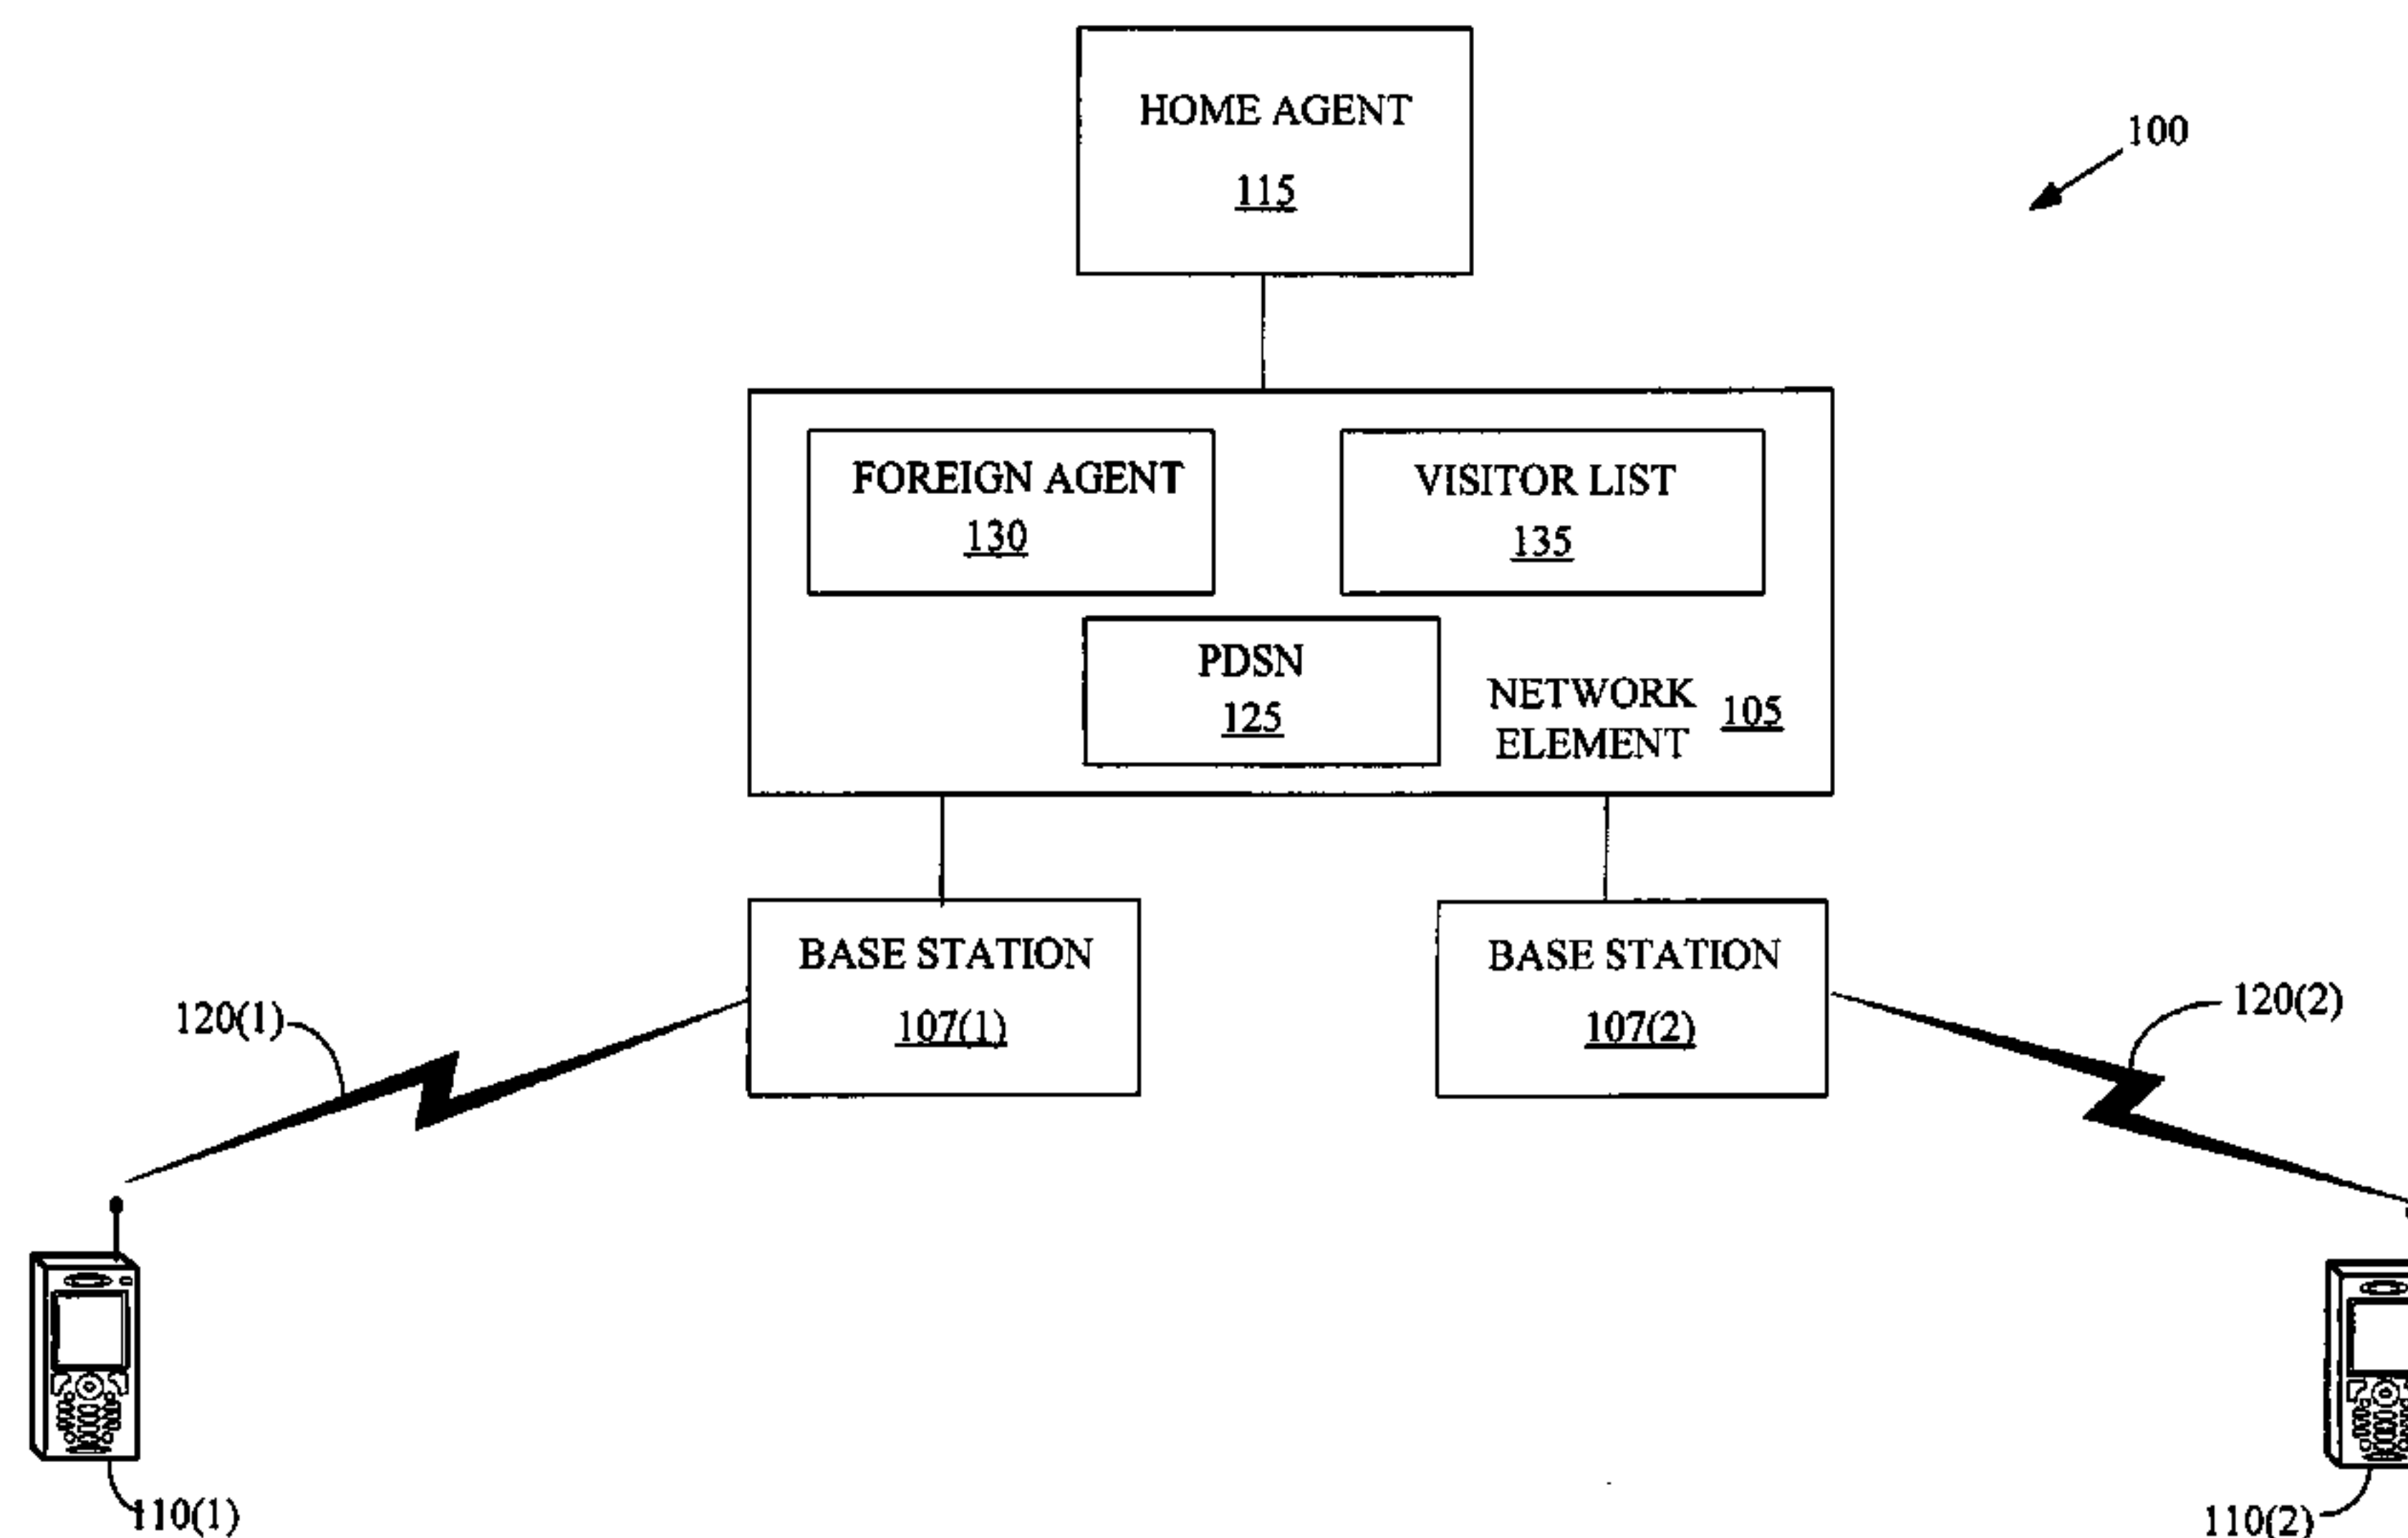 HOME AGENT
115
100
FOREIGN AGENT
130
VISITOR LIST
135
PDSN
125
NETWORK
ELEMENT
105
BASE STATION
107(1)
BASE STATION
107(2)
120(1)
120(2)
110(1)
110(2)